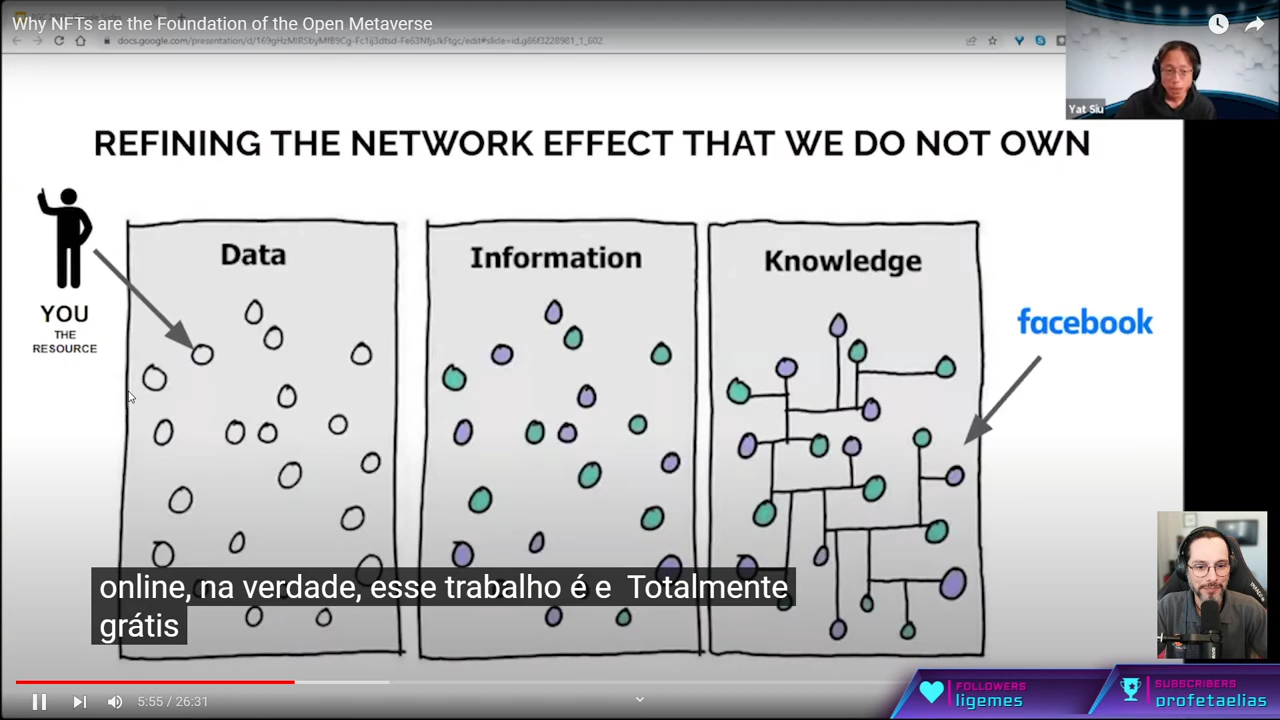 Why NFTs are the Foundation of the Open Metaverse
Yat Siu
REFINING THE NETWORK EFFECT THAT WE DO NOT OWN
YOU
THE
RESOURCE
Data
Information
Knowledge
facebook
online, na verdade, esse trabalho é e Totalmente
grátis
5:55 / 26:31
FOLLOWERS
ligemes
SUBSCRIBERS
profetaelias